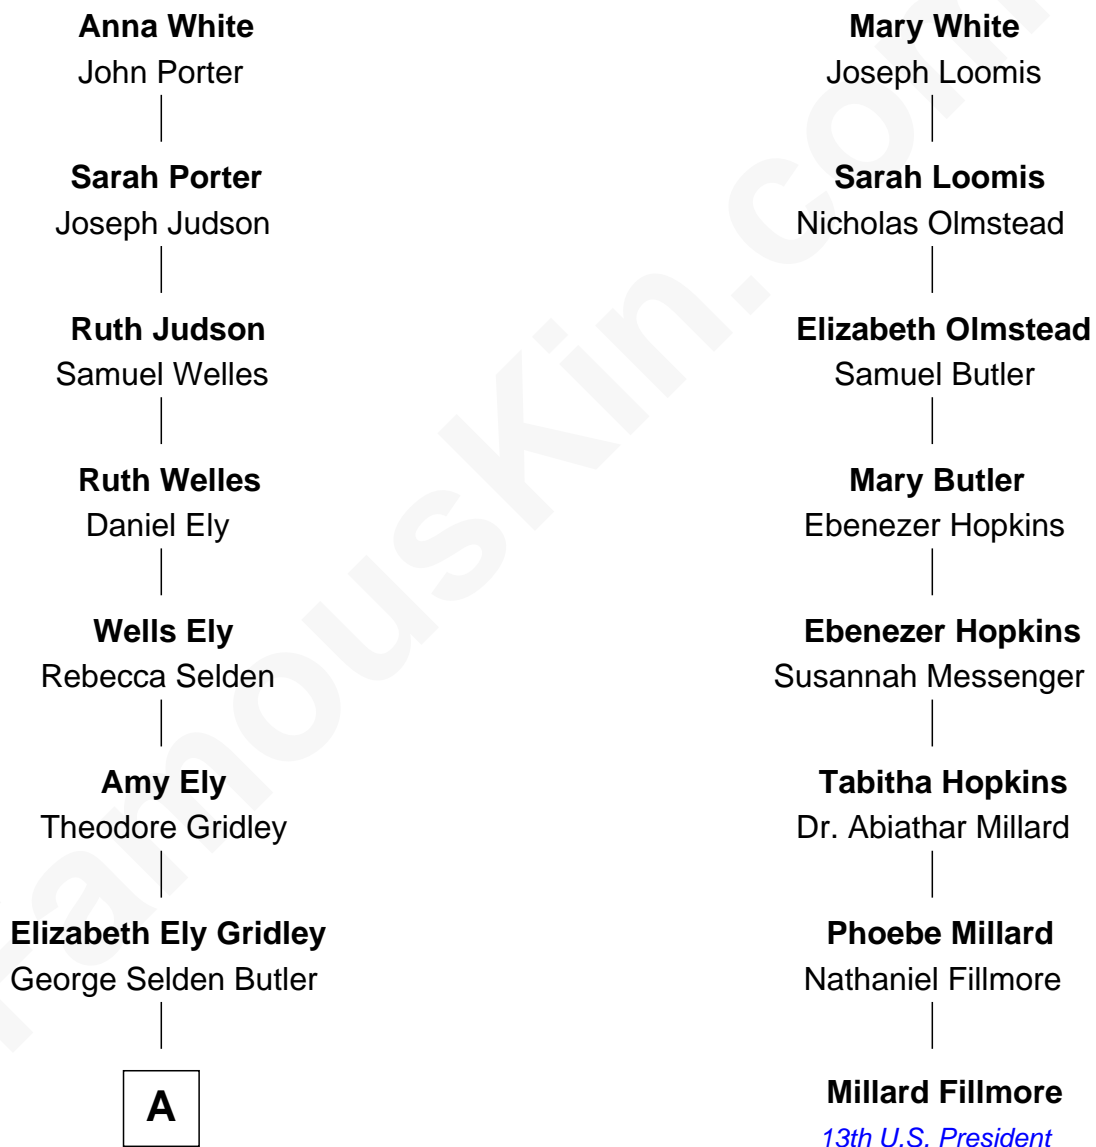 Anna White
John Porter
Sarah Porter
Joseph Judson
Ruth Judson
Samuel Welles
Ruth Welles
Daniel Ely
Wells Ely
Rebecca Selden
Amy Ely
Theodore Gridley
Elizabeth Ely Gridley
George Selden Butler
A
Mary White
Joseph Loomis
Sarah Loomis
Nicholas Olmstead
Elizabeth Olmstead
Samuel Butler
Mary Butler
Ebenezer Hopkins
Ebenezer Hopkins
Susannah Messenger
Tabitha Hopkins
Dr. Abiathar Millard
Phoebe Millard
Nathaniel Fillmore
Millard Fillmore
13th U.S. President
FamousKin.com